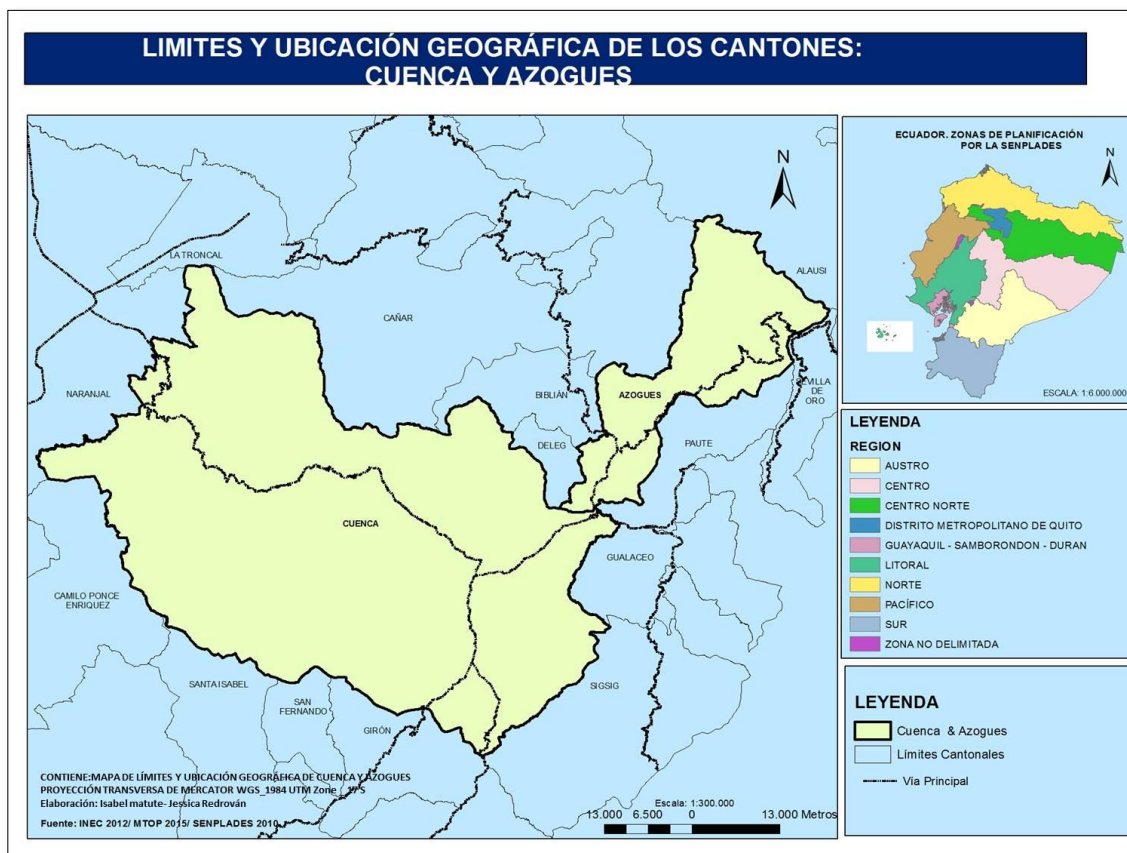 LIMITES Y UBICACIÓN GEOGRÁFICA DE LOS CANTONES:
CUENCA Y AZOGUES
N
LA TRONCAL
ALAUSI
CAÑAR
NARANJAL
BIBLIÁN
AZOGUES
SEVILLA
DE
ORO
DELEG
PAUTE
CUENCA
GUALACEO
CAMILO PONCE
ENRIQUEZ
SANTA ISABEL
SAN
FERNANDO
GIRÓN
SIGSIG
CONTIENE:MAPA DE LÍMITES Y UBICACIÓN GEOGRÁFICA DE CUENCA Y AZOGUES
PROYECCIÓN TRANSVERSA DE MERCATOR WGS_1984 UTM Zone _ 17°S
Elaboración: Isabel matute- Jessica Redrován
Fuente: INEC 2012/ MTOP 2015/ SENPLADES 2010
Escala: 1:300.000
13.000 6.500 0 13.000 Metros
ECUADOR. ZONAS DE PLANIFICACIÓN
POR LA SENPLADES
N
ESCALA: 1:6.000.000
LEYENDA
REGION
AUSTRO
CENTRO
CENTRO NORTE
DISTRITO METROPOLITANO DE QUITO
GUAYAQUIL - SAMBORONDON - DURAN
LITORAL
NORTE
PACÍFICO
SUR
ZONA NO DELIMITADA
LEYENDA
Cuenca & Azogues
Límites Cantonales
Via Principal